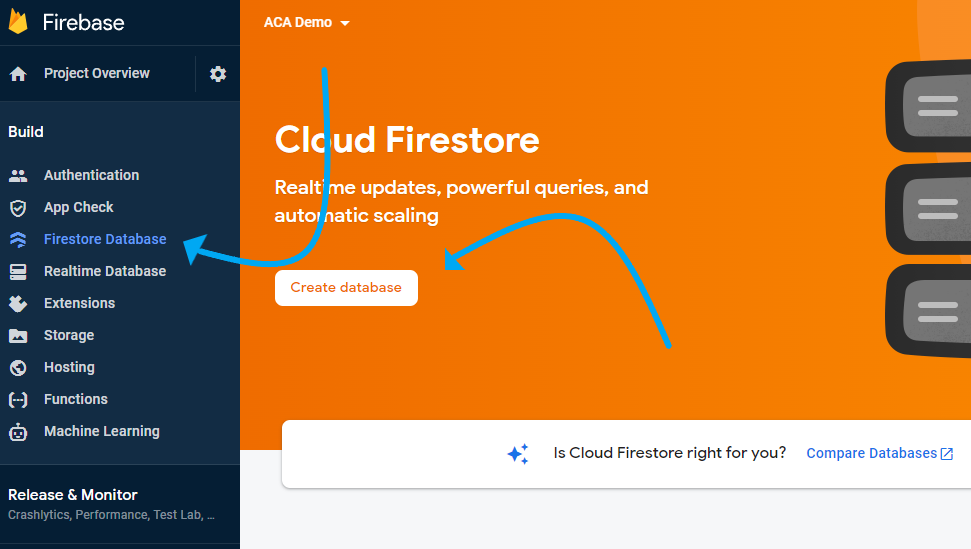 Firebase
ACA Demo
Project Overview
Build
Authentication
App Check
Firestore Database
Realtime Database
Extensions
Storage
Hosting
Functions
Machine Learning
Release & Monitor
Crashlytics, Performance, Test Lab, ...
Cloud Firestore
Realtime updates, powerful queries, and
automatic scaling
Create database
Is Cloud Firestore right for you? Compare Databases